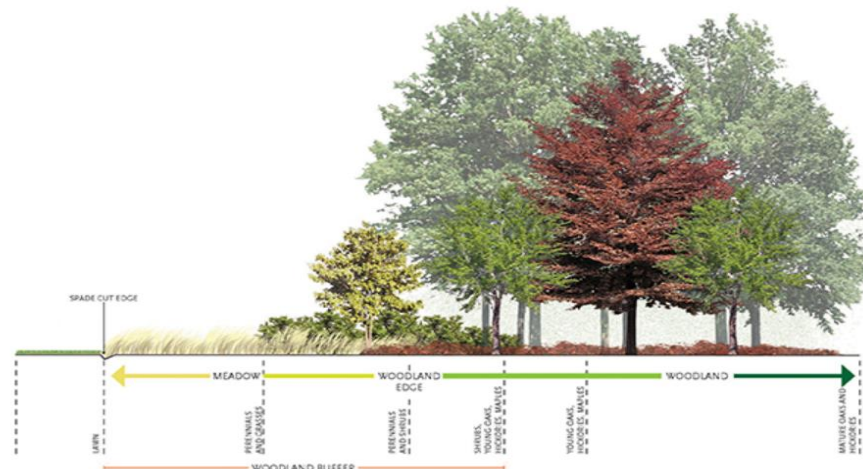 SPADE CUT EDGE
MEADOW
WOODLAND
EDGE
WOODLAND
LAWN
PERENNIALS
AND GRASSES
PERENNIALS
AND SHRUBS
SHRUBS,
YOUNG OAKS,
HICKORIES, MAPLES
YOUNG OAKS,
HICKORIES, MAPLES
MATURE OAKS AND
HICKORIES
WOODLAND BUFFER